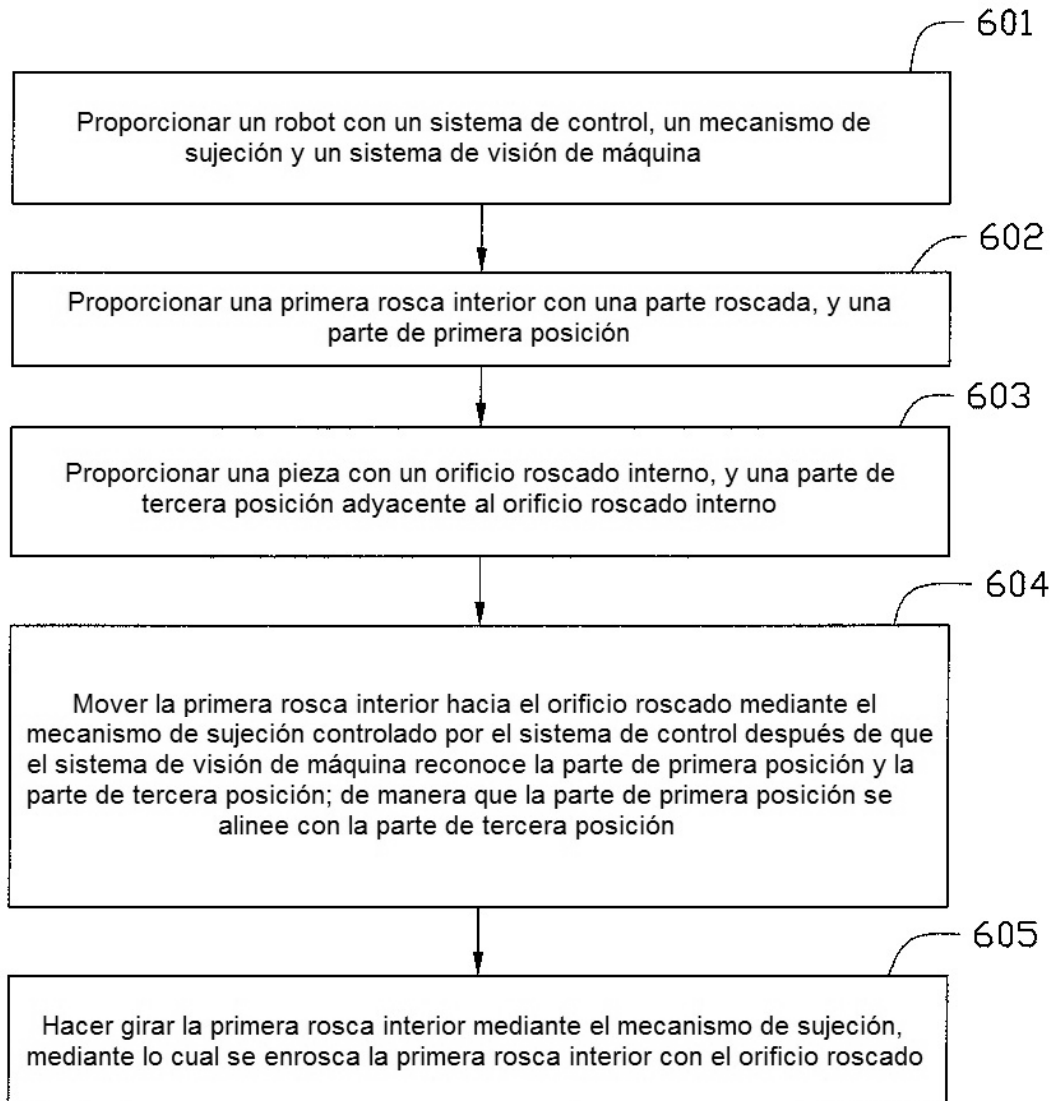 601
Proporcionar un robot con un sistema de control, un mecanismo de
sujeción y un sistema de visión de máquina
602
Proporcionar una primera rosca interior con una parte roscada, y una
parte de primera posición
603
Proporcionar una pieza con un orificio roscado interno, y una parte de
tercera posición adyacente al orificio roscado interno
604
Mover la primera rosca interior hacia el orificio roscado mediante el
mecanismo de sujeción controlado por el sistema de control después de que
el sistema de visión de máquina reconoce la parte de primera posición y la
parte de tercera posición; de manera que la parte de primera posición se
alinee con la parte de tercera posición
605
Hacer girar la primera rosca interior mediante el mecanismo de sujeción,
mediante lo cual se enrosca la primera rosca interior con el orificio roscado